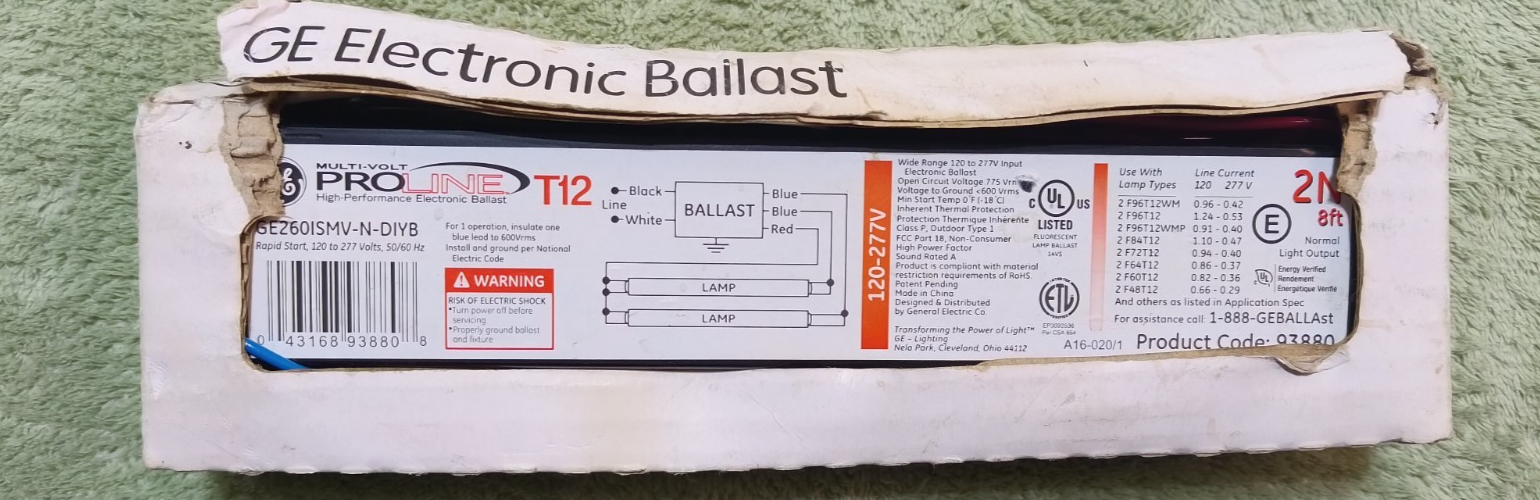 GE Electronic Ballast
MULTI-VOLT
PROLINE T12
High-Performance Electronic Ballast
GE260ISMV-N-DIYB
Rapid Start, 120 to 277 Volts, 50/60 Hz
0 43168 93880 8
For 1 operation, insulate one
blue lead to 600Vrms
Install and ground per National
Electric Code
WARNING
RISK OF ELECTRIC SHOCK
•Turn power off before
servicing
•Properly ground ballast
and fixture
Black
Line
White
BALLAST
Blue
Blue
Red
LAMP
LAMP
120-277V
Wide Range 120 to 277V Input
Electronic Ballast
Open Circuit Voltage 775 Vrm
Voltage to Ground <600 Vrms
Min Start Temp 0°F (-18°C)
Inherent Thermal Protection
Protection Thermique Inhérente
Class P, Outdoor Type 1
FCC Part 18, Non-Consumer
High Power Factor
Sound Rated A
Product is compliant with material
restriction requirements of RoHS.
Patent Pending
Made in China
Designed & Distributed
by General Electric Co.
Transforming the Power of Light™
GE - Lighting
Nela Park, Cleveland, Ohio 44112
C UL US
LISTED
FLUORESCENT
LAMP BALLAST
ETL
Use With Line Current
Lamp Types 120 277 V
2 F96T12WM 0.96 - 0.42
2 F96T12 1.24 - 0.53
2 F96T12WMP 0.91 - 0.40
2 F84T12 1.10 - 0.47
2 F72T12 0.94 - 0.40
2 F64T12 0.86 - 0.37
2 F60T12 0.82 - 0.36
2 F48T12 0.66 - 0.29
And others as listed in Application Spec
For assistance call: 1-888-GEBALLAst
A16-020/1 Product Code: 93880
E
2N
8ft
Normal
Light Output
UL
Energy Verified
Rendement
Énergétique Vérifié